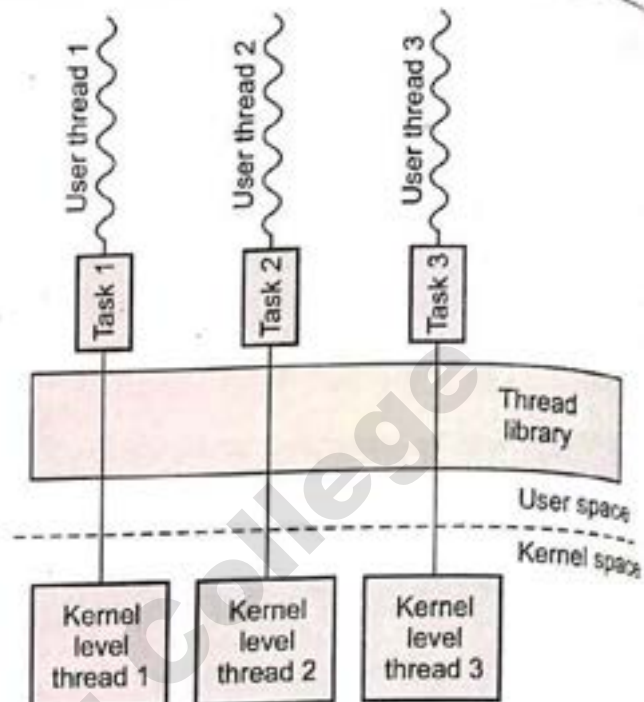 User thread 1
User thread 2
User thread 3
Task 1
Task 2
Task 3
Thread
library
User space
Kernel space
Kernel
level
thread 1
Kernel
level
thread 2
Kernel
level
thread 3
College